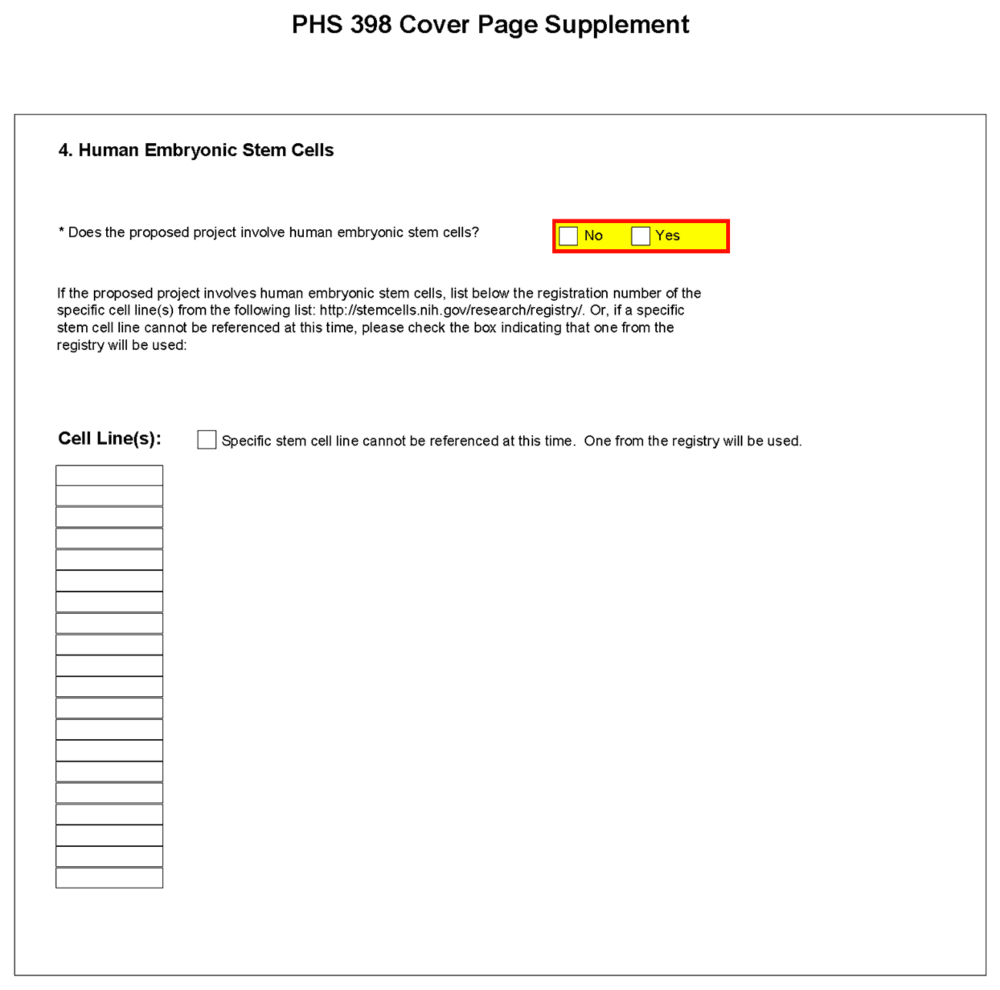 PHS 398 Cover Page Supplement
4. Human Embryonic Stem Cells
* Does the proposed project involve human embryonic stem cells? No Yes
If the proposed project involves human embryonic stem cells, list below the registration number of the
specific cell line(s) from the following list: http://stemcells.nih.gov/research/registry/. Or, if a specific
stem cell line cannot be referenced at this time, please check the box indicating that one from the
registry will be used:
Cell Line(s): Specific stem cell line cannot be referenced at this time. One from the registry will be used.